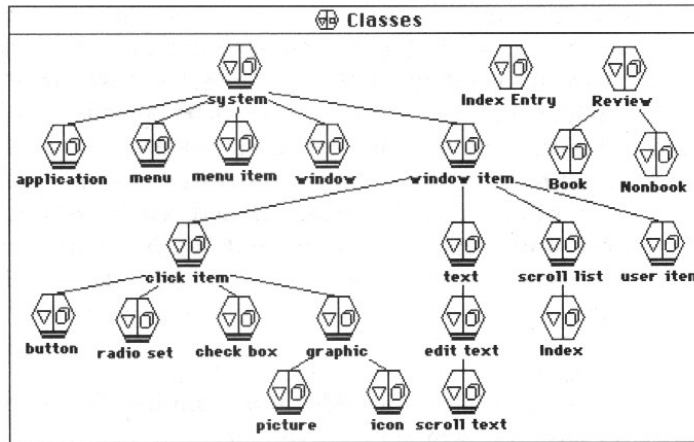 Classes
system
Index Entry
Review
application
menu
menu item
window
window item
Book
Nonbook
click item
text
scroll list
user item
button
radio set
check box
graphic
edit text
Index
picture
icon
scroll text